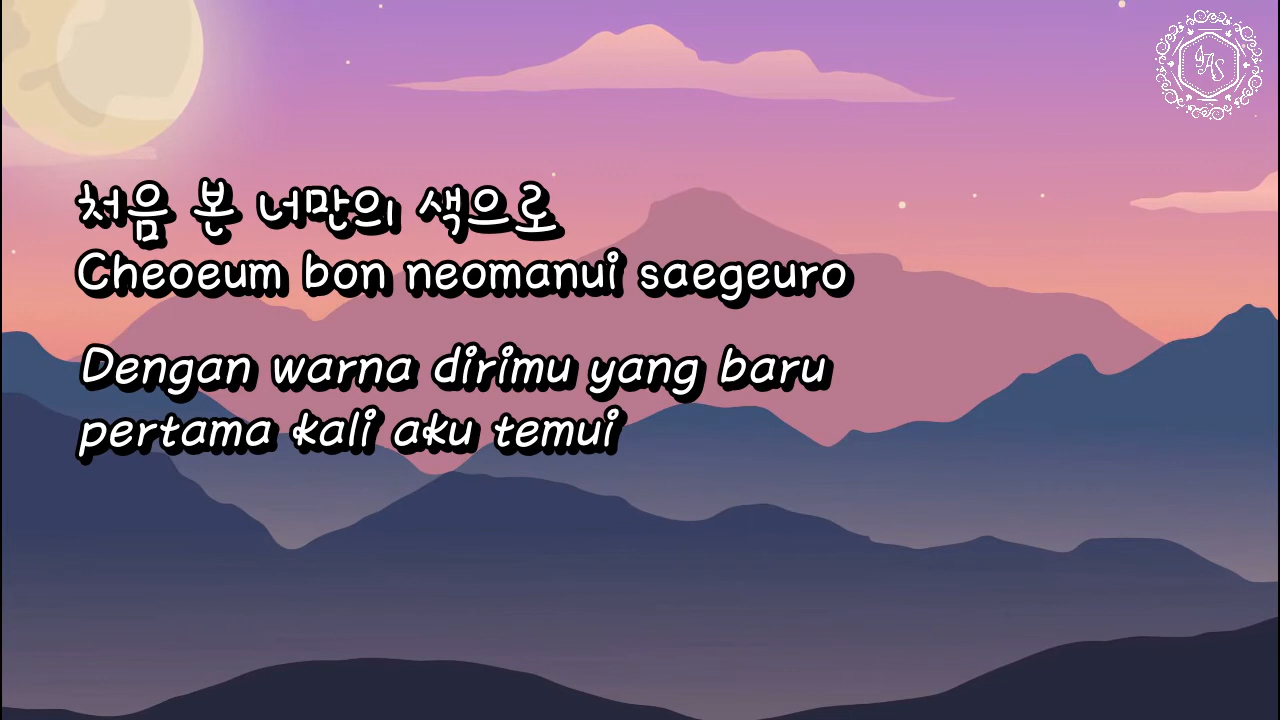 처음 본 너만의 색으로
Cheoeum bon neomanui saegeuro
Dengan warna dirimu yang baru
pertama kali aku temui
IAS